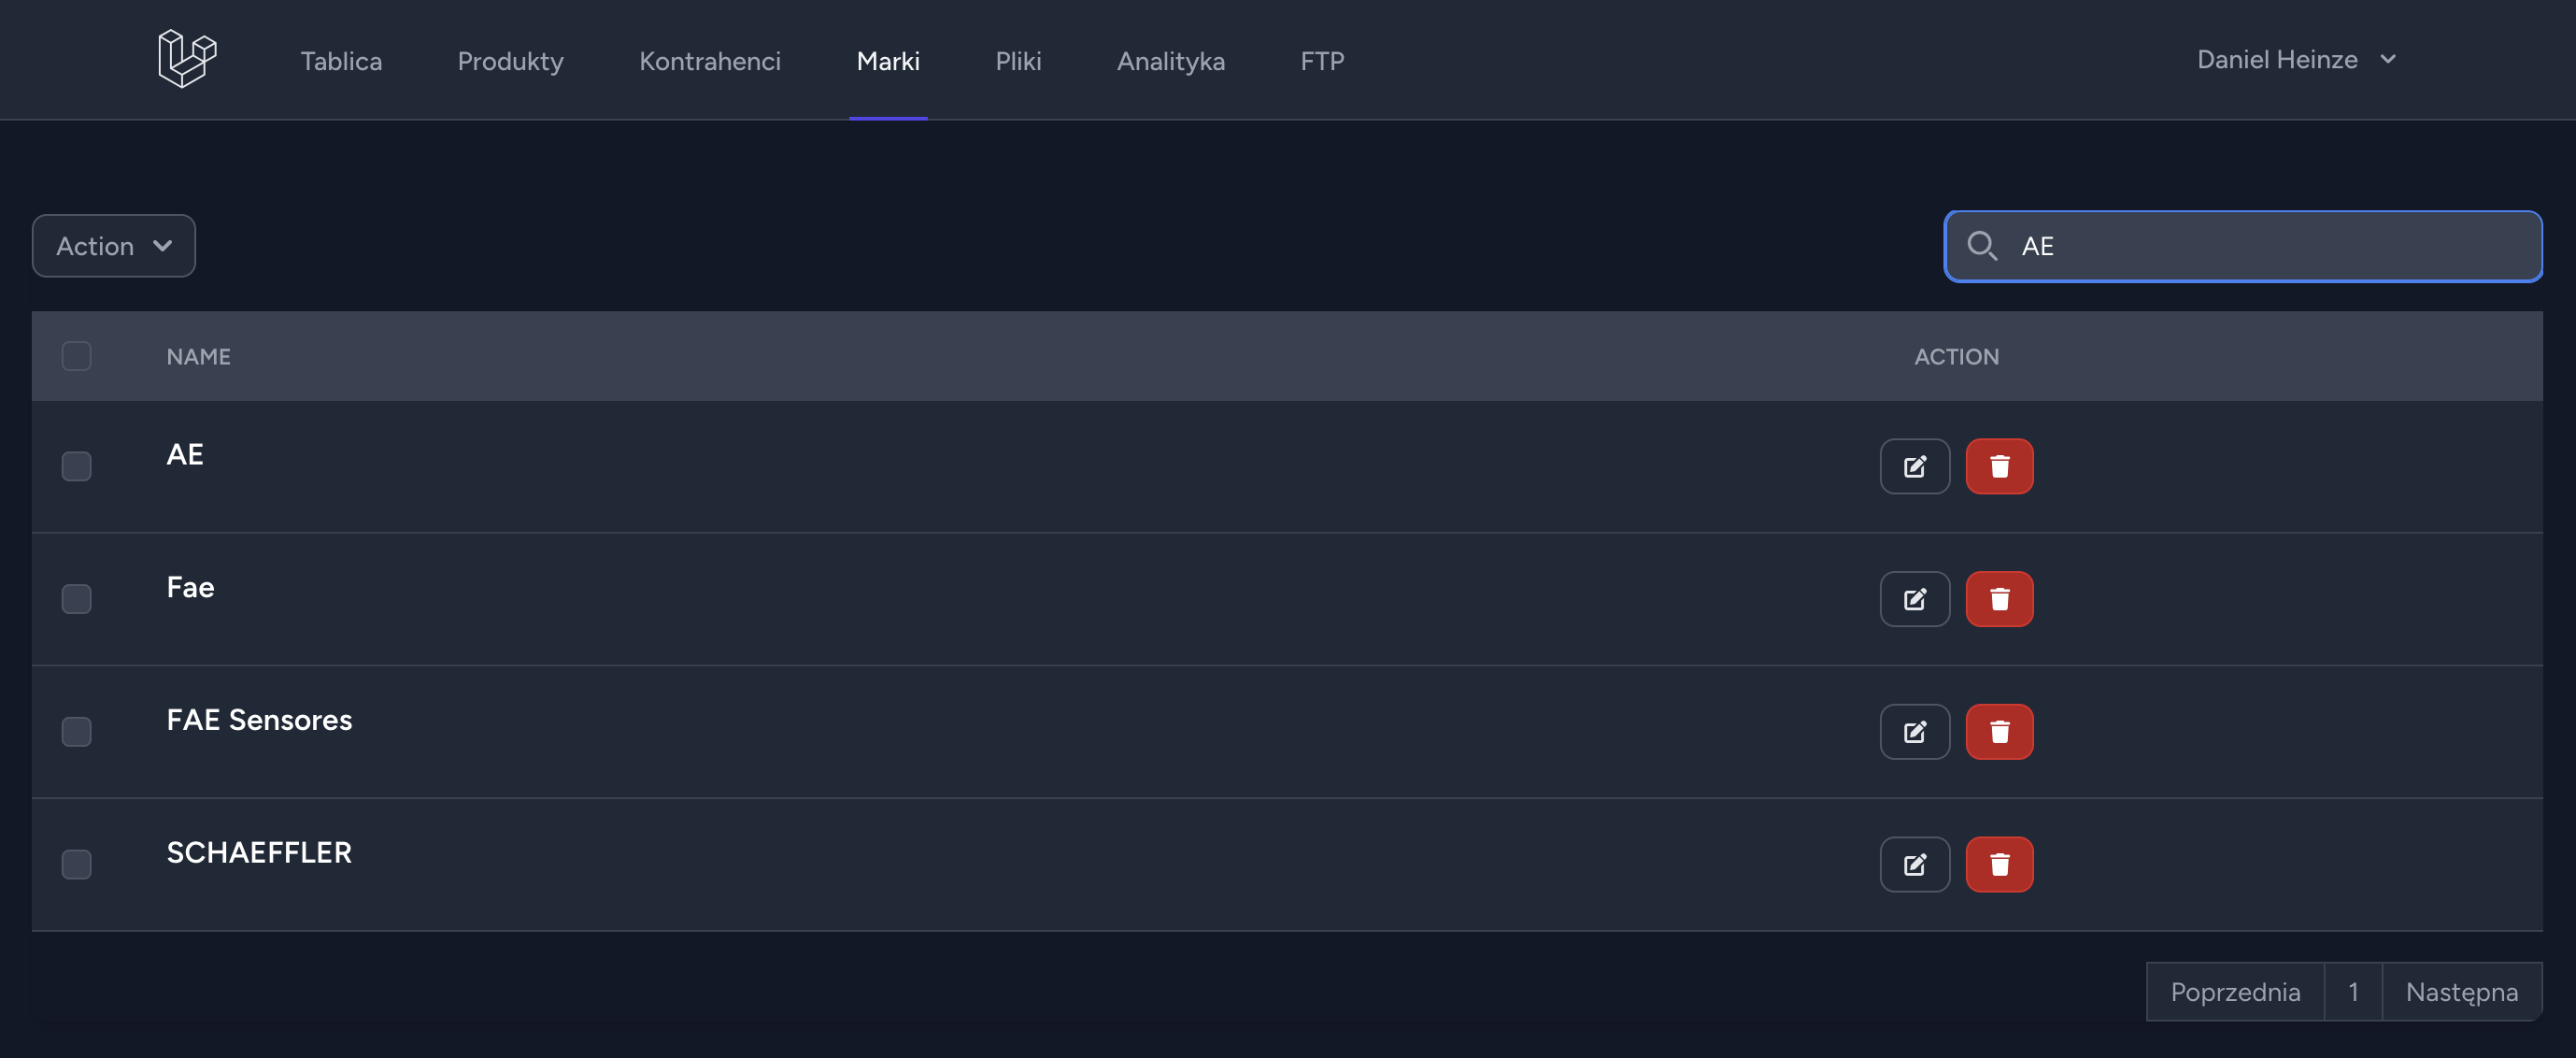 Tablica Produkty Kontrahenci Marki Pliki Analityka FTP Daniel Heinze
Action AE
NAME ACTION
AE
Fae
FAE Sensores
SCHAEFFLER
Poprzednia 1 Następna